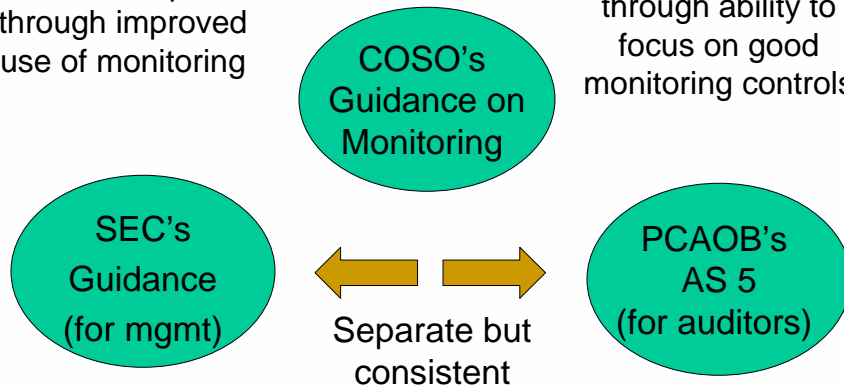 through improved
use of monitoring
through ability to
focus on good
monitoring controls
COSO's
Guidance on
Monitoring
SEC's
Guidance
(for mgmt)
Separate but
consistent
PCAOB's
AS 5
(for auditors)